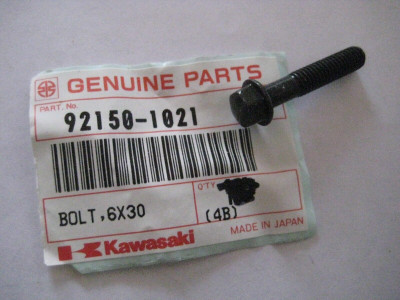 GENUINE PARTS
PART. No.
92150-1021
BOLT,6X30
Q'TY
(4B)
Kawasaki
MADE IN JAPAN